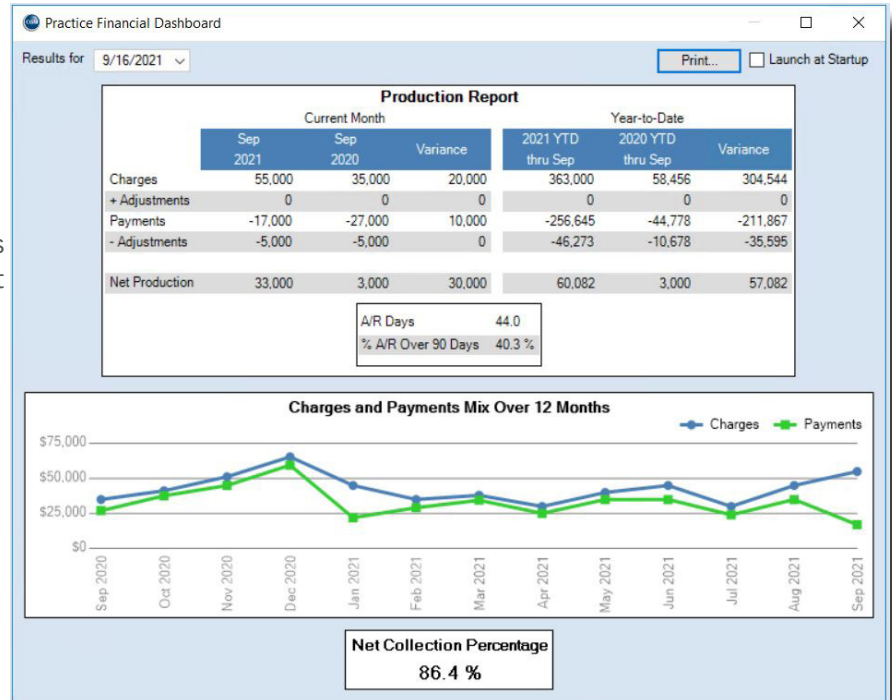 Practice Financial Dashboard
Results for 9/16/2021 Print... Launch at Startup
Production Report
Current Month Year-to-Date
Sep 2021 Sep 2020 Variance 2021 YTD thru Sep 2020 YTD thru Sep Variance
Charges 55,000 35,000 20,000 363,000 58,456 304,544
+ Adjustments 0 0 0 0 0 0
Payments -17,000 -27,000 10,000 -256,645 -44,778 -211,867
- Adjustments -5,000 -5,000 0 -46,273 -10,678 -35,595
Net Production 33,000 3,000 30,000 60,082 3,000 57,082
A/R Days 44.0
% A/R Over 90 Days 40.3 %
Charges and Payments Mix Over 12 Months
Charges Payments
$75,000
$50,000
$25,000
$0
Sep 2020 Oct 2020 Nov 2020 Dec 2020 Jan 2021 Feb 2021 Mar 2021 Apr 2021 May 2021 Jun 2021 Jul 2021 Aug 2021 Sep 2021
Net Collection Percentage
86.4 %